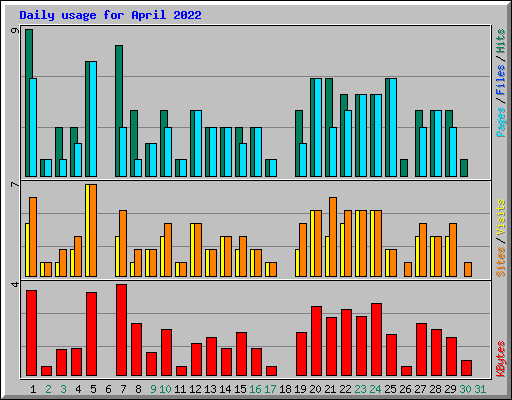 Daily usage for April 2022
9
Pages / Files / Hits
7
Sites / Visits
4
KBytes
1 2 3 4 5 6 7 8 9 10 11 12 13 14 15 16 17 18 19 20 21 22 23 24 25 26 27 28 29 30 31